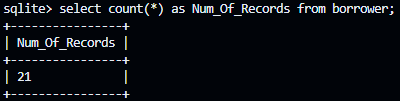 sqlite> select count(*) as Num_Of_Records from borrower;
+----------------+
| Num_Of_Records |
+----------------+
| 21             |
+----------------+